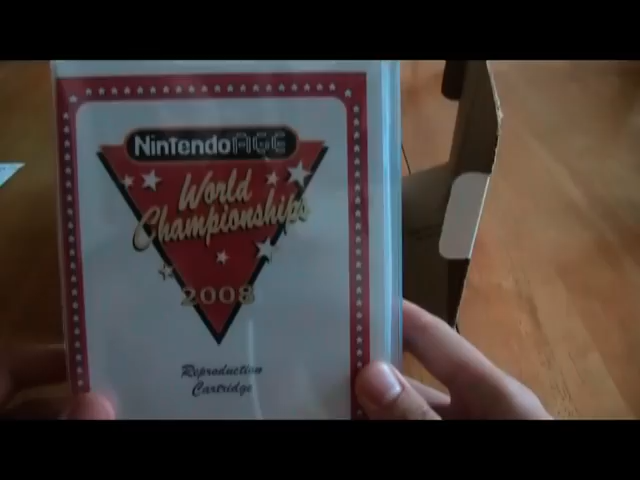 NintendoAGE
World
Championships
2008
Reproduction
Cartridge